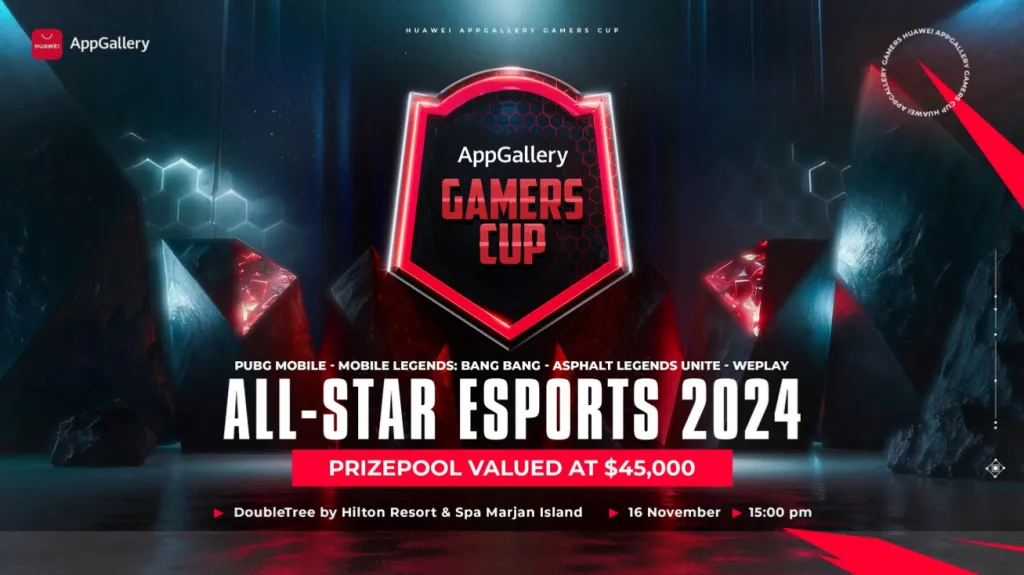 HUAWEI AppGallery
HUAWEI APPGALLERY GAMERS CUP
HUAWEI APPGALLERY GAMERS CUP HUAWEI APPGALLERY GAMERS
AppGallery
GAMERS
CUP
PUBG MOBILE - MOBILE LEGENDS: BANG BANG - ASPHALT LEGENDS UNITE - WEPLAY
ALL-STAR ESPORTS 2024
PRIZEPOOL VALUED AT $45,000
DoubleTree by Hilton Resort & Spa Marjan Island 16 November 15:00 pm